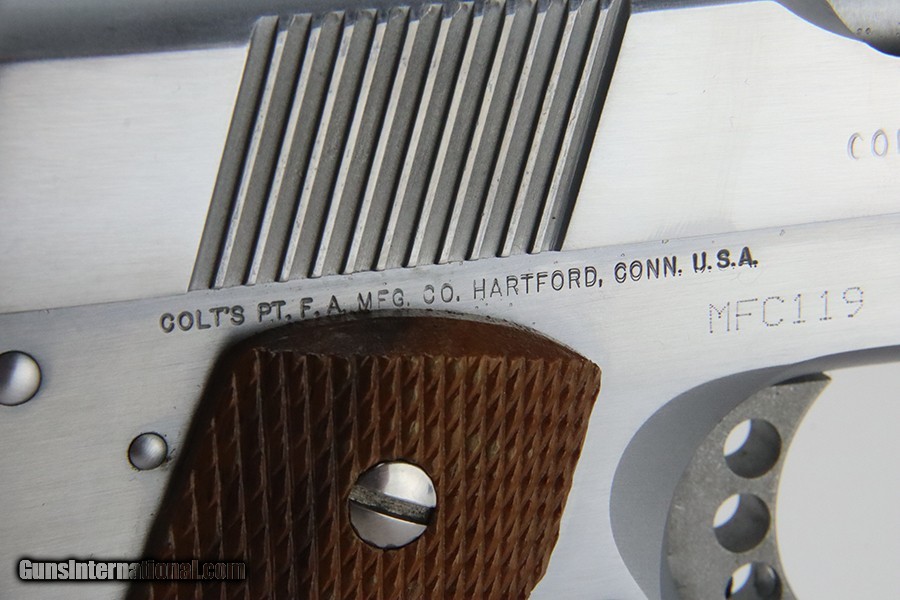 COLT'S PT. F. A. MFG. CO. HARTFORD, CONN. U.S.A.
MFC119
GunsInternational.com